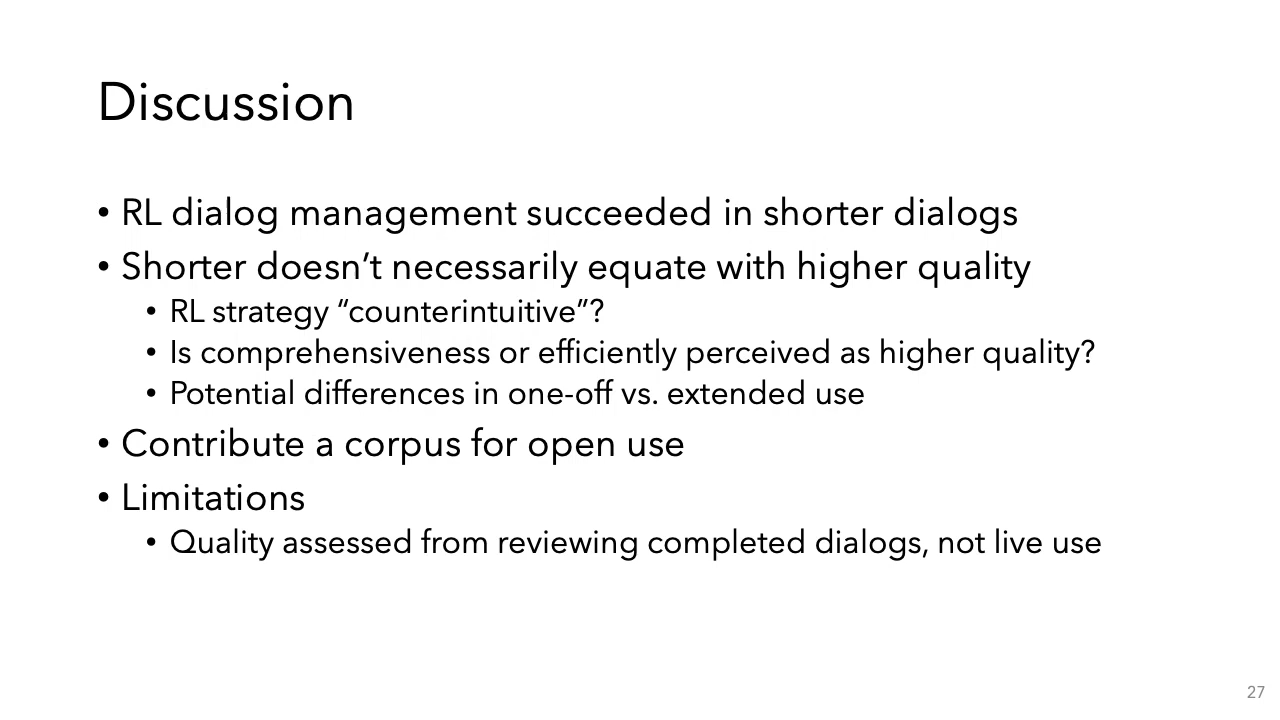 Discussion
• RL dialog management succeeded in shorter dialogs
• Shorter doesn’t necessarily equate with higher quality
• RL strategy “counterintuitive”?
• Is comprehensiveness or efficiently perceived as higher quality?
• Potential differences in one-off vs. extended use
• Contribute a corpus for open use
• Limitations
• Quality assessed from reviewing completed dialogs, not live use
27